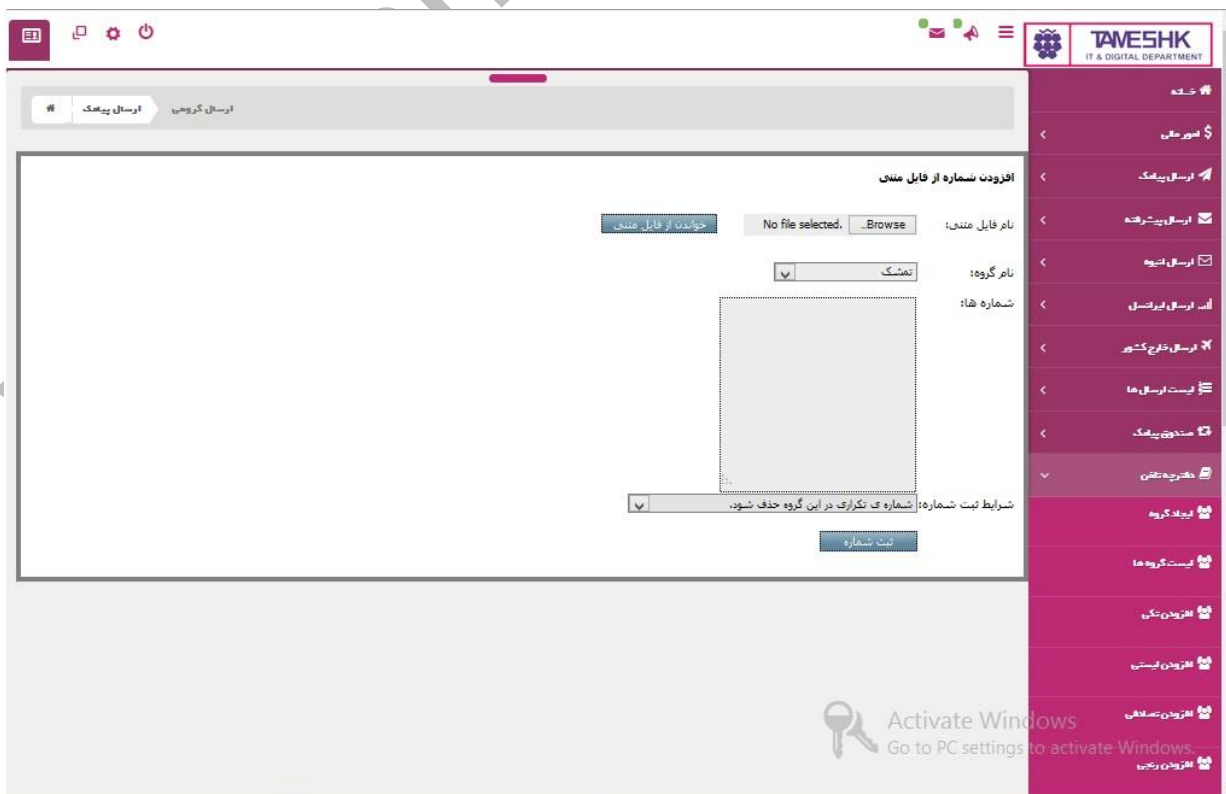 TAMESHK
IT & DIGITAL DEPARTMENT
خانه
امور مالی
ارسال پیامک
ارسال پیشرفته
ارسال انبوه
ارسال ایرانسل
ارسال خارج کشور
لیست ارسال ها
صندوق پیامک
دفترچه تلفن
ایجاد گروه
لیست گروه ها
افزودن تکی
افزودن لیستی
افزودن تصادفی
افزودن رنجی
ارسال پیامک
ارسال گروهی
افزودن شماره از فایل متنی
نام فایل متنی:
Browse..
No file selected.
خواندن از فایل متنی
نام گروه:
تمشک
شماره ها:
شرایط ثبت شماره:
شماره ی تکراری در این گروه حذف شود.
ثبت شماره
Activate Windows
Go to PC settings to activate Windows.